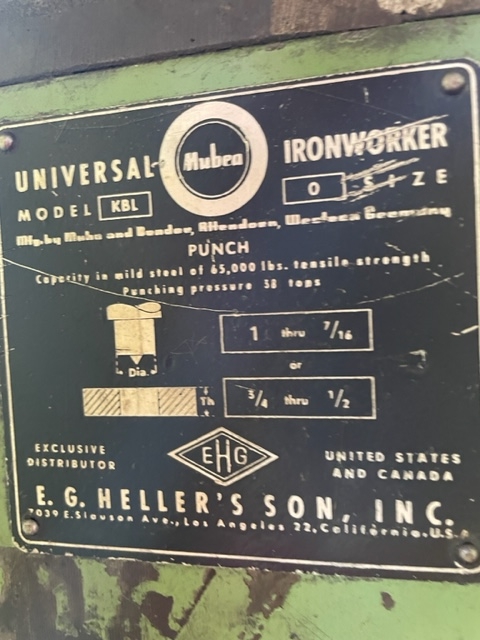 UNIVERSAL Mubea IRONWORKER
MODEL KBL 0 SIZE
Mfg. by Muhr and Bender, Attendorn, Western Germany
PUNCH
Capacity in mild steel of 65,000 lbs. tensile strength
Punching pressure 38 tons
1 thru 7/16
Dia. or
Th 3/4 thru 1/2
EXCLUSIVE DISTRIBUTOR
EHG
UNITED STATES AND CANADA
E. G. HELLER'S SON, INC.
7039 E. Slauson Ave., Los Angeles 22, California, U.S.A.